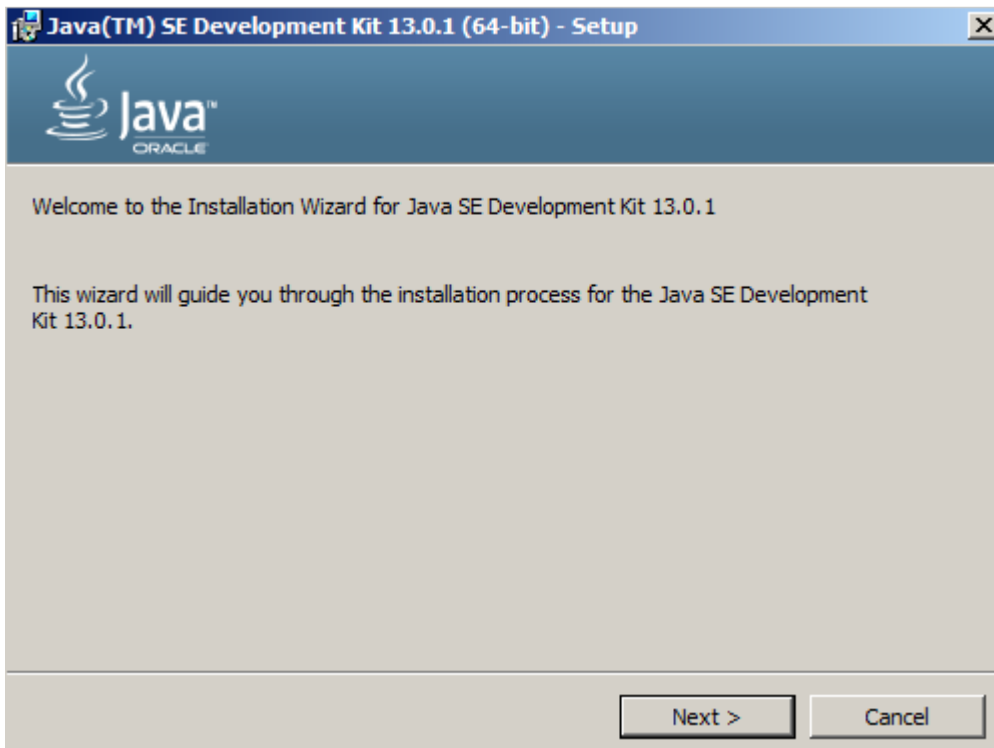 Java(TM) SE Development Kit 13.0.1 (64-bit) - Setup
Java™
ORACLE
Welcome to the Installation Wizard for Java SE Development Kit 13.0.1
This wizard will guide you through the installation process for the Java SE Development
Kit 13.0.1.
Next >
Cancel